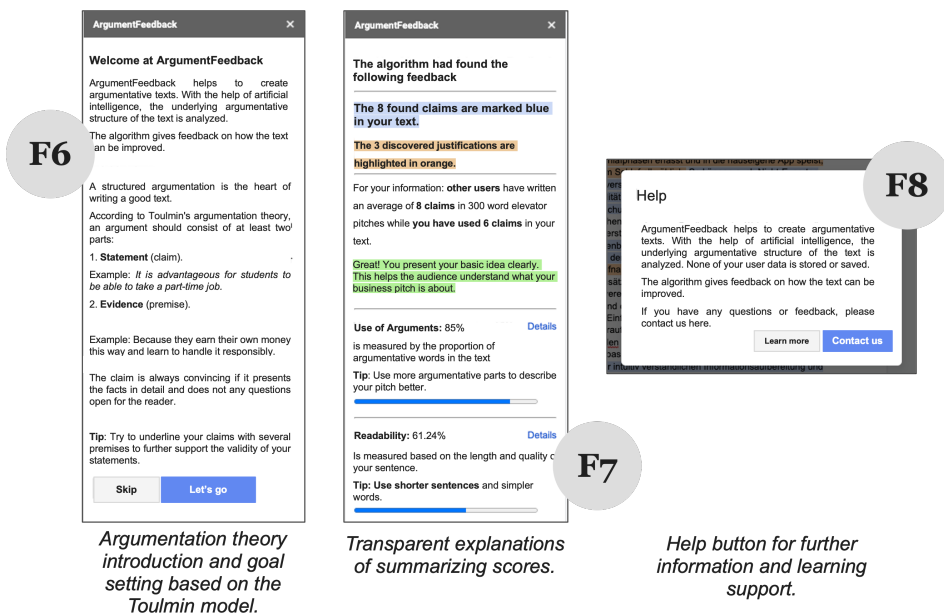 ArgumentFeedback ×
Welcome at ArgumentFeedback
ArgumentFeedback helps to create
argumentative texts. With the help of artificial
intelligence, the underlying argumentative
structure of the text is analyzed.
The algorithm gives feedback on how the text
can be improved.
F6
A structured argumentation is the heart of
writing a good text.
According to Toulmin's argumentation theory,
an argument should consist of at least two
parts:
1. Statement (claim).
Example: It is advantageous for students to
be able to take a part-time job.
2. Evidence (premise).
Example: Because they earn their own money
this way and learn to handle it responsibly.
The claim is always convincing if it presents
the facts in detail and does not any questions
open for the reader.
Tip: Try to underline your claims with several
premises to further support the validity of your
statements.
Skip Let's go
Argumentation theory
introduction and goal
setting based on the
Toulmin model.
ArgumentFeedback ×
The algorithm had found the
following feedback
The 8 found claims are marked blue
in your text.
The 3 discovered justifications are
highlighted in orange.
For your information: other users have written
an average of 8 claims in 300 word elevator
pitches while you have used 6 claims in your
text.
Great! You present your basic idea clearly.
This helps the audience understand what your
business pitch is about.
Use of Arguments: 85% Details
is measured by the proportion of
argumentative words in the text
Tip: Use more argumentative parts to describe
your pitch better.
Readability: 61.24% Details
Is measured based on the length and quality
your sentence.
Tip: Use shorter sentences and simpler
words.
F7
Transparent explanations
of summarizing scores.
erfasst und in die hauseigene App speist,
F8
Help
ArgumentFeedback helps to create argumentative
texts. With the help of artificial intelligence, the
underlying argumentative structure of the text is
analyzed. None of your user data is stored or saved.
The algorithm gives feedback on how the text can be
improved.
If you have any questions or feedback, please
contact us here.
Learn more Contact us
intuitiv verständlichen Informationsaufbereitung und
Help button for further
information and learning
support.